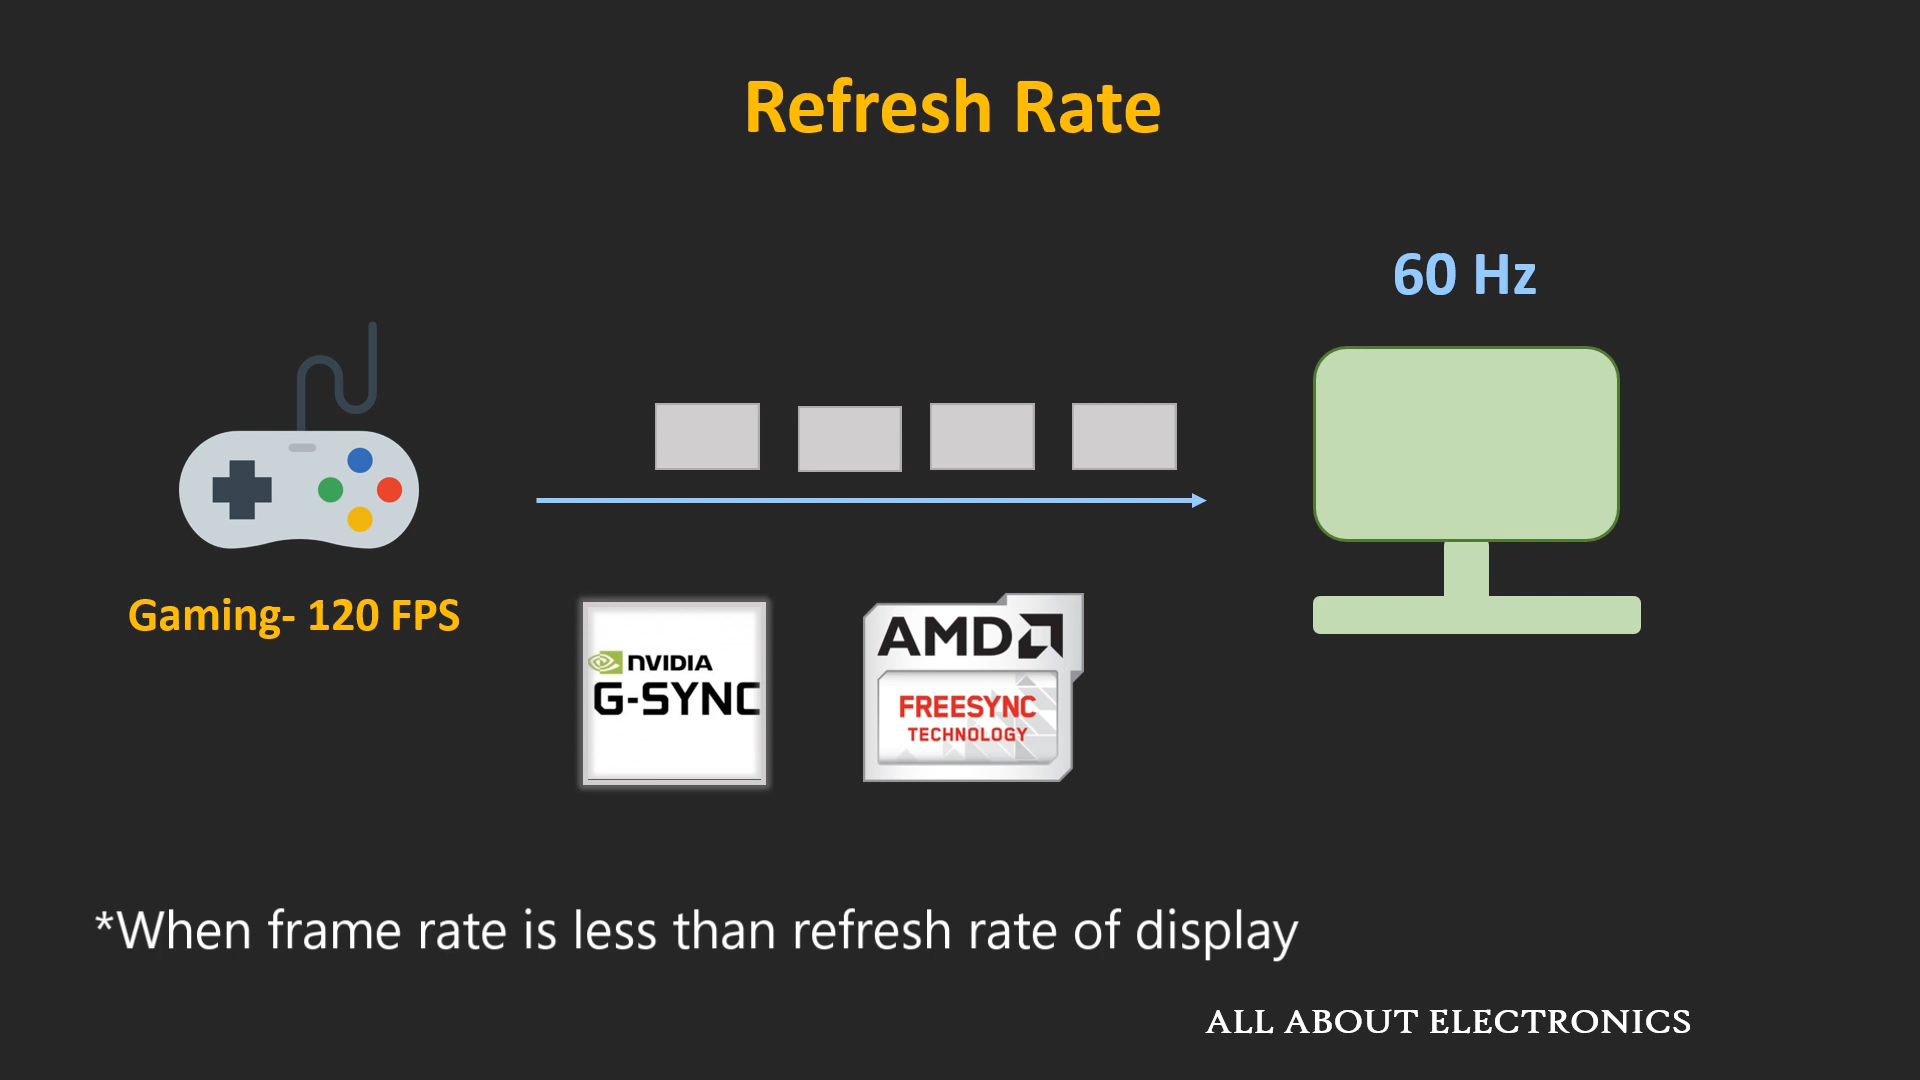 Refresh Rate
60 Hz
Gaming- 120 FPS
NVIDIA
G-SYNC
AMD
FREESYNC
TECHNOLOGY
*When frame rate is less than refresh rate of display
ALL ABOUT ELECTRONICS